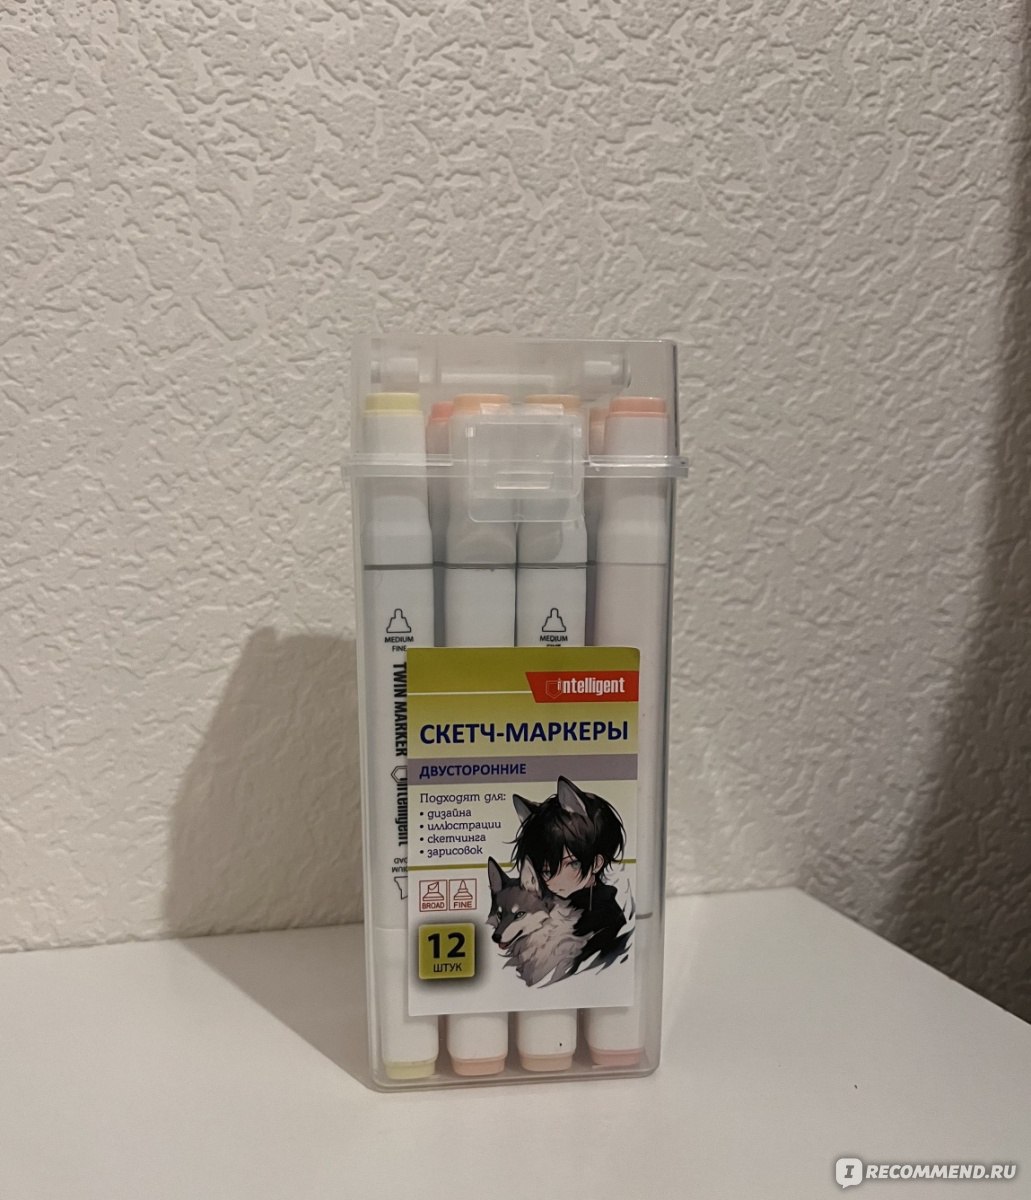 MEDIUM
FINE
MEDIUM
FINE
TWIN MARKER
intelligent
intelligent
СКЕТЧ-МАРКЕРЫ
ДВУСТОРОННИЕ
Подходят для:
• дизайна
• иллюстрации
• скетчинга
• зарисовок
BROAD
FINE
12
ШТУК
I RECOMMEND.RU